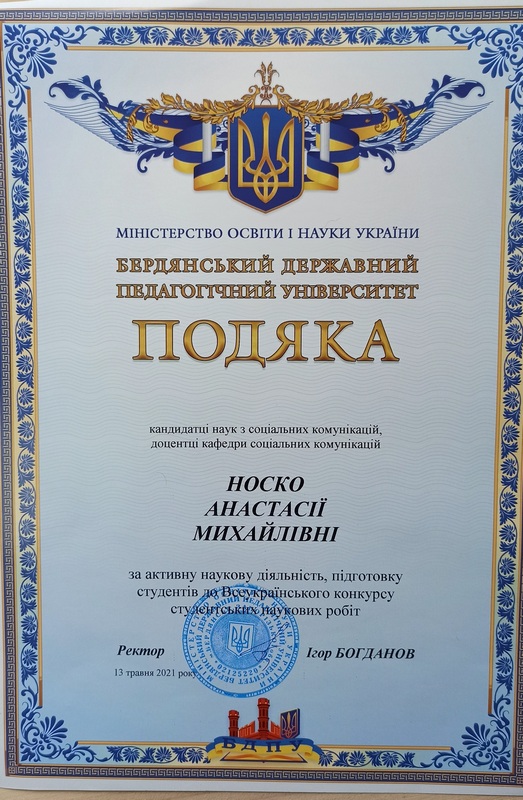 МІНІСТЕРСТВО ОСВІТИ І НАУКИ УКРАЇНИ
БЕРДЯНСЬКИЙ ДЕРЖАВНИЙ
ПЕДАГОГІЧНИЙ УНІВЕРСИТЕТ
ПОДЯКА
кандидатці наук з соціальних комунікацій,
доцентці кафедри соціальних комунікацій
НОСКО
АНАСТАСІЇ
МИХАЙЛІВНІ
за активну наукову діяльність, підготовку
студентів до Всеукраїнського конкурсу
студентських наукових робіт
Ректор Ігор БОГДАНОВ
13 травня 2021 року
02125220
БДПУ